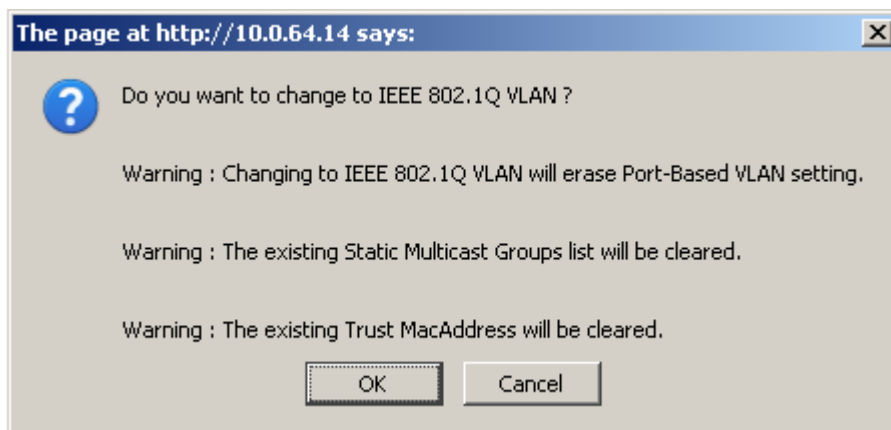 The page at http://10.0.64.14 says:
Do you want to change to IEEE 802.1Q VLAN ?
Warning : Changing to IEEE 802.1Q VLAN will erase Port-Based VLAN setting.
Warning : The existing Static Multicast Groups list will be cleared.
Warning : The existing Trust MacAddress will be cleared.
OK
Cancel